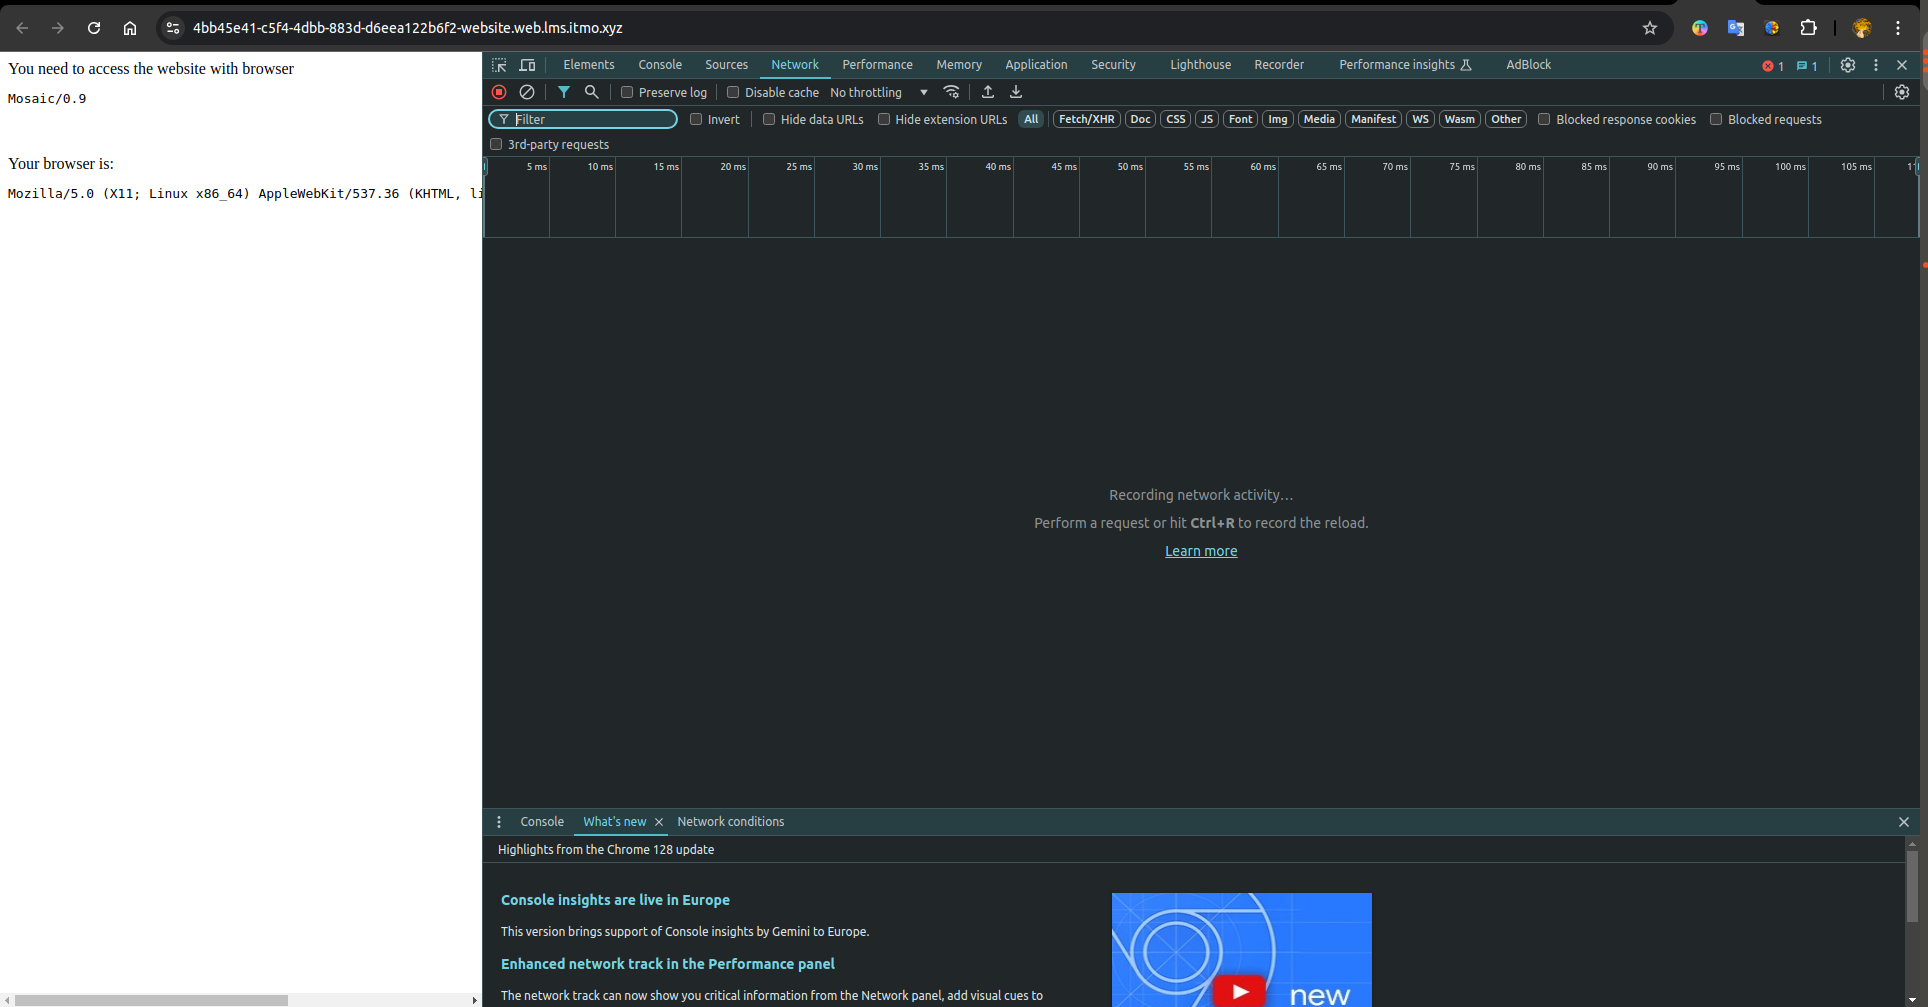 4bb45e41-c5f4-4dbb-883d-d6eea122b6f2-website.web.lms.itmo.xyz
You need to access the website with browser
Mosaic/0.9
Your browser is:
Mozilla/5.0 (X11; Linux x86_64) AppleWebKit/537.36 (KHTML, li
Elements Console Sources Network Performance Memory Application Security Lighthouse Recorder Performance insights AdBlock 1 1
Preserve log Disable cache No throttling
Filter Invert Hide data URLs Hide extension URLs All Fetch/XHR Doc CSS JS Font Img Media Manifest WS Wasm Other Blocked response cookies Blocked requests
3rd-party requests
5 ms 10 ms 15 ms 20 ms 25 ms 30 ms 35 ms 40 ms 45 ms 50 ms 55 ms 60 ms 65 ms 70 ms 75 ms 80 ms 85 ms 90 ms 95 ms 100 ms 105 ms 11
Recording network activity…
Perform a request or hit Ctrl+R to record the reload.
Learn more
Console What's new Network conditions
Highlights from the Chrome 128 update
Console insights are live in Europe
This version brings support of Console insights by Gemini to Europe.
Enhanced network track in the Performance panel
The network track can now show you critical information from the Network panel, add visual cues to
new